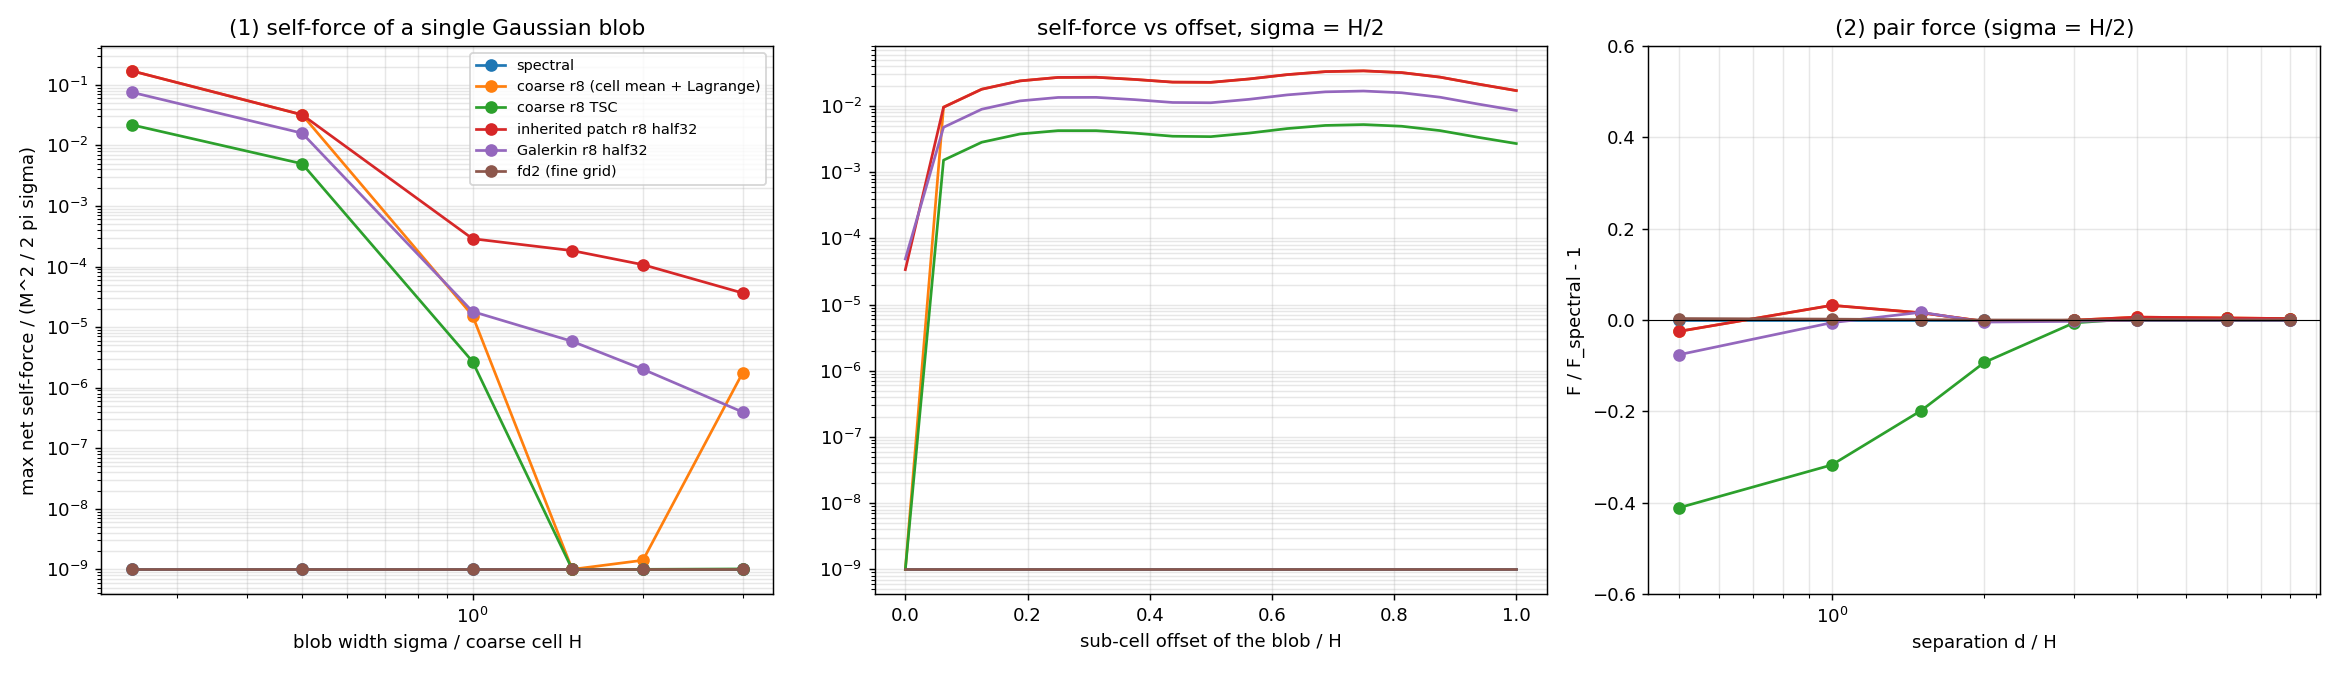 (1) self-force of a single Gaussian blob
max net self-force / (M^2 / 2 pi sigma)
10⁻¹
10⁻²
10⁻³
10⁻⁴
10⁻⁵
10⁻⁶
10⁻⁷
10⁻⁸
10⁻⁹
spectral
coarse r8 (cell mean + Lagrange)
coarse r8 TSC
inherited patch r8 half32
Galerkin r8 half32
fd2 (fine grid)
10⁰
blob width sigma / coarse cell H
self-force vs offset, sigma = H/2
10⁻²
10⁻³
10⁻⁴
10⁻⁵
10⁻⁶
10⁻⁷
10⁻⁸
10⁻⁹
0.0 0.2 0.4 0.6 0.8 1.0
sub-cell offset of the blob / H
(2) pair force (sigma = H/2)
F / F_spectral - 1
0.6
0.4
0.2
0.0
−0.2
−0.4
−0.6
10⁰
separation d / H